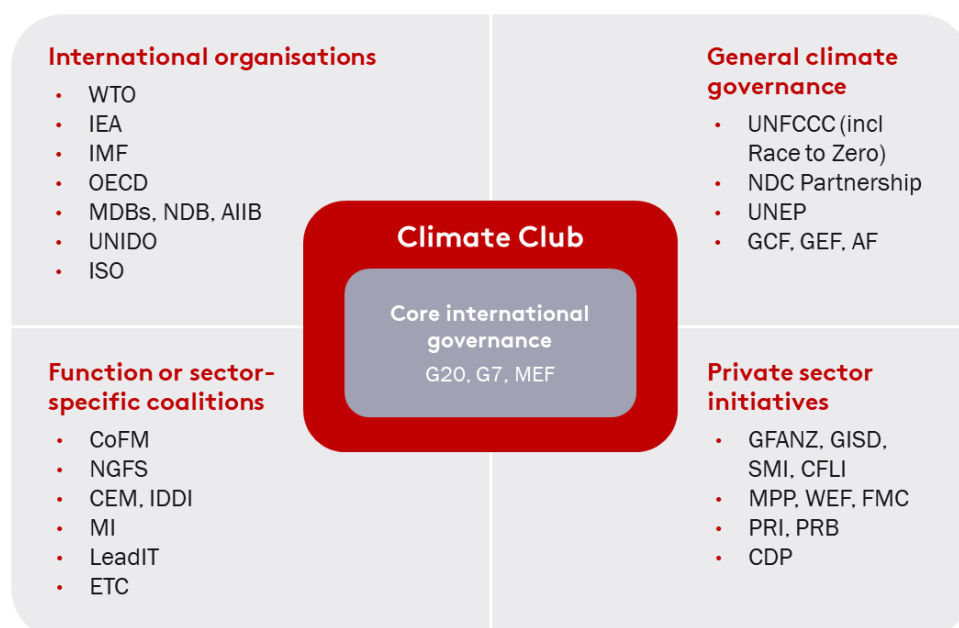 International organisations
• WTO
• IEA
• IMF
• OECD
• MDBs, NDB, AIIB
• UNIDO
• ISO
General climate
governance
• UNFCCC (incl
Race to Zero)
• NDC Partnership
• UNEP
• GCF, GEF, AF
Climate Club
Core international
governance
G20, G7, MEF
Function or sector-
specific coalitions
• CoFM
• NGFS
• CEM, IDDI
• MI
• LeadIT
• ETC
Private sector
initiatives
• GFANZ, GISD,
SMI, CFLI
• MPP, WEF, FMC
• PRI, PRB
• CDP